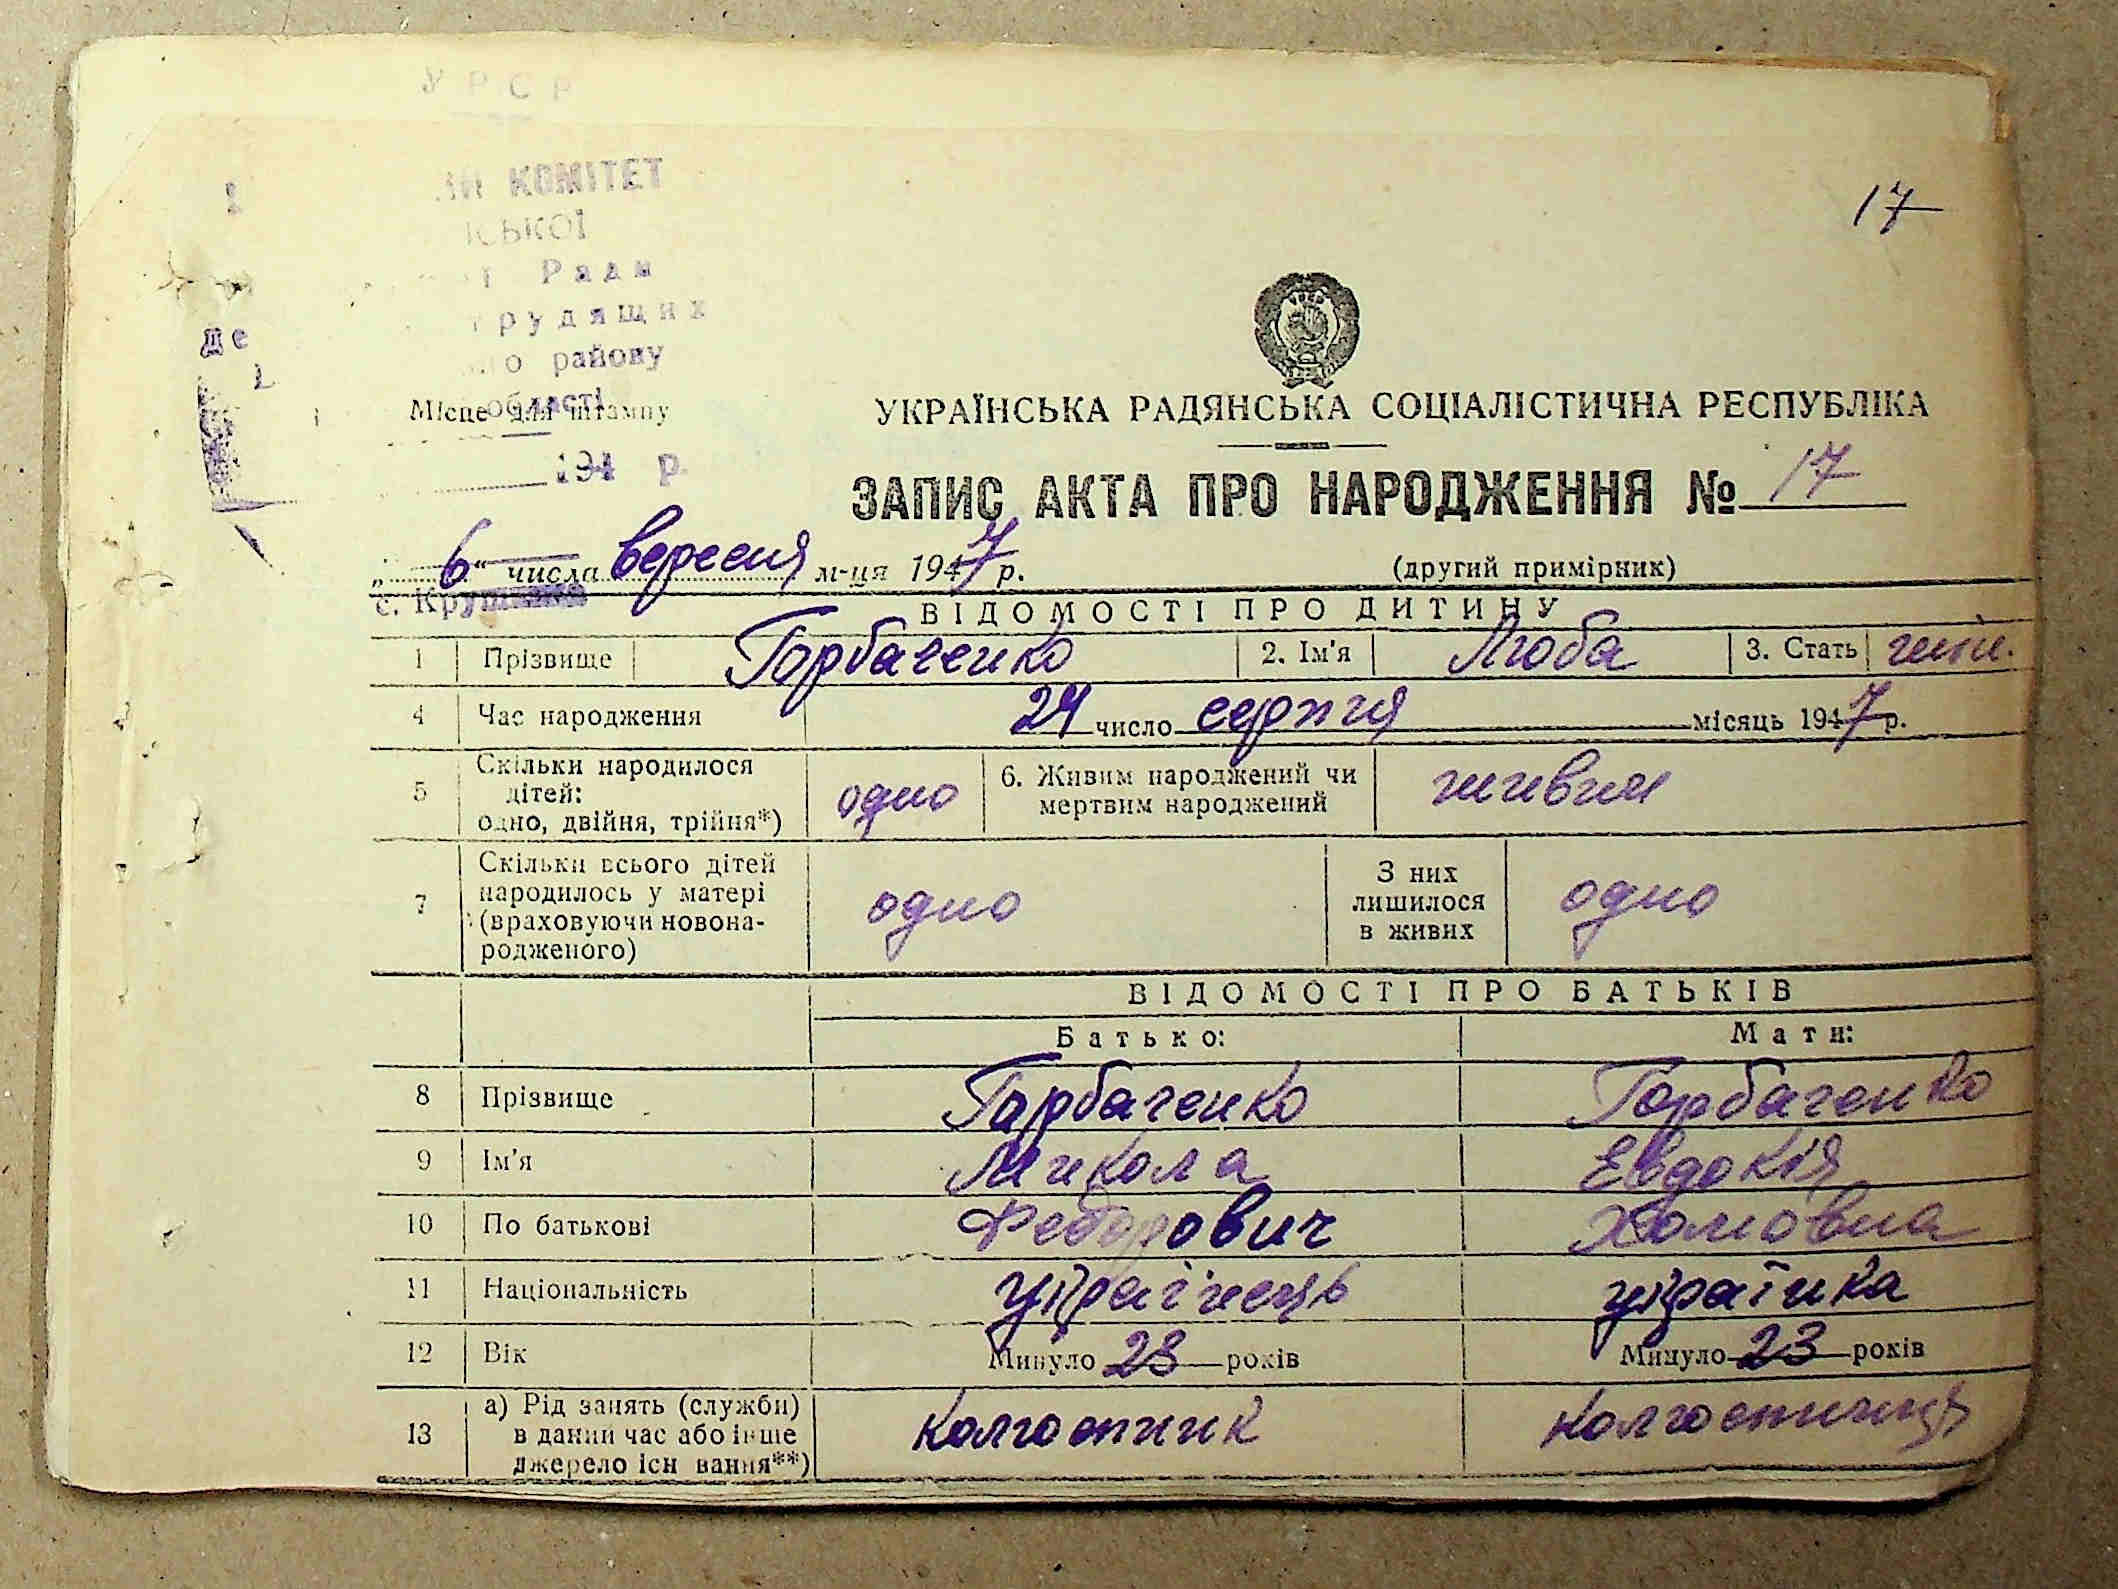 УРСР
17
КОМІТЕТ
Ради
трудящих
району
області
Місце для штампу
УКРАЇНСЬКА РАДЯНСЬКА СОЦІАЛІСТИЧНА РЕСПУБЛІКА
194 р.
ЗАПИС АКТА ПРО НАРОДЖЕННЯ № 17
„6“ числа вересня м-ця 1947 р.
(другий примірник)
с.
ВІДОМОСТІ ПРО ДИТИНУ
1 Прізвище Горбаченко 2. Ім'я Люба 3. Стать жін.
4 Час народження 24 число серпня місяць 1947 р.
5 Скільки народилося дітей: одно, двійня, трійня*) одно 6. Живим народжений чи мертвим народжений живим
7 Скільки всього дітей народилось у матері (враховуючи новонародженого) одно З них лишилося в живих одно
ВІДОМОСТІ ПРО БАТЬКІВ
Батько: Мати:
8 Прізвище Горбаченко Горбаченко
9 Ім'я Микола Евдокія
10 По батькові Федорович Хомовна
11 Національність українець українка
12 Вік Минуло 28 років Минуло 23 років
13 а) Рід занять (служби) в даний час або інше джерело існування**) колгоспник колгоспниця